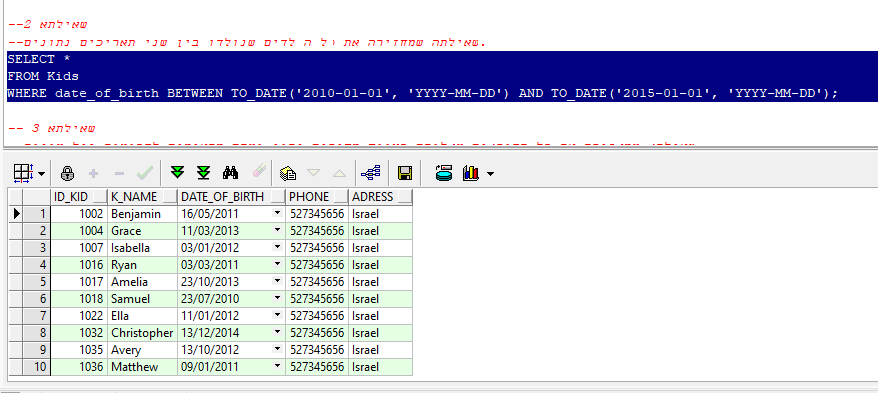 --שאילתא 2
--שאילתה שמחזירה את כל ה לדים שנולדו בין שני תאריכים נתונים.
SELECT *
FROM Kids
WHERE date_of_birth BETWEEN TO_DATE('2010-01-01', 'YYYY-MM-DD') AND TO_DATE('2015-01-01', 'YYYY-MM-DD');
-- שאילתא 3
ID_KID K_NAME DATE_OF_BIRTH PHONE ADRESS
1 1002 Benjamin 16/05/2011 527345656 Israel
2 1004 Grace 11/03/2013 527345656 Israel
3 1007 Isabella 03/01/2012 527345656 Israel
4 1016 Ryan 03/03/2011 527345656 Israel
5 1017 Amelia 23/10/2013 527345656 Israel
6 1018 Samuel 23/07/2010 527345656 Israel
7 1022 Ella 11/01/2012 527345656 Israel
8 1032 Christopher 13/12/2014 527345656 Israel
9 1035 Avery 13/10/2012 527345656 Israel
10 1036 Matthew 09/01/2011 527345656 Israel